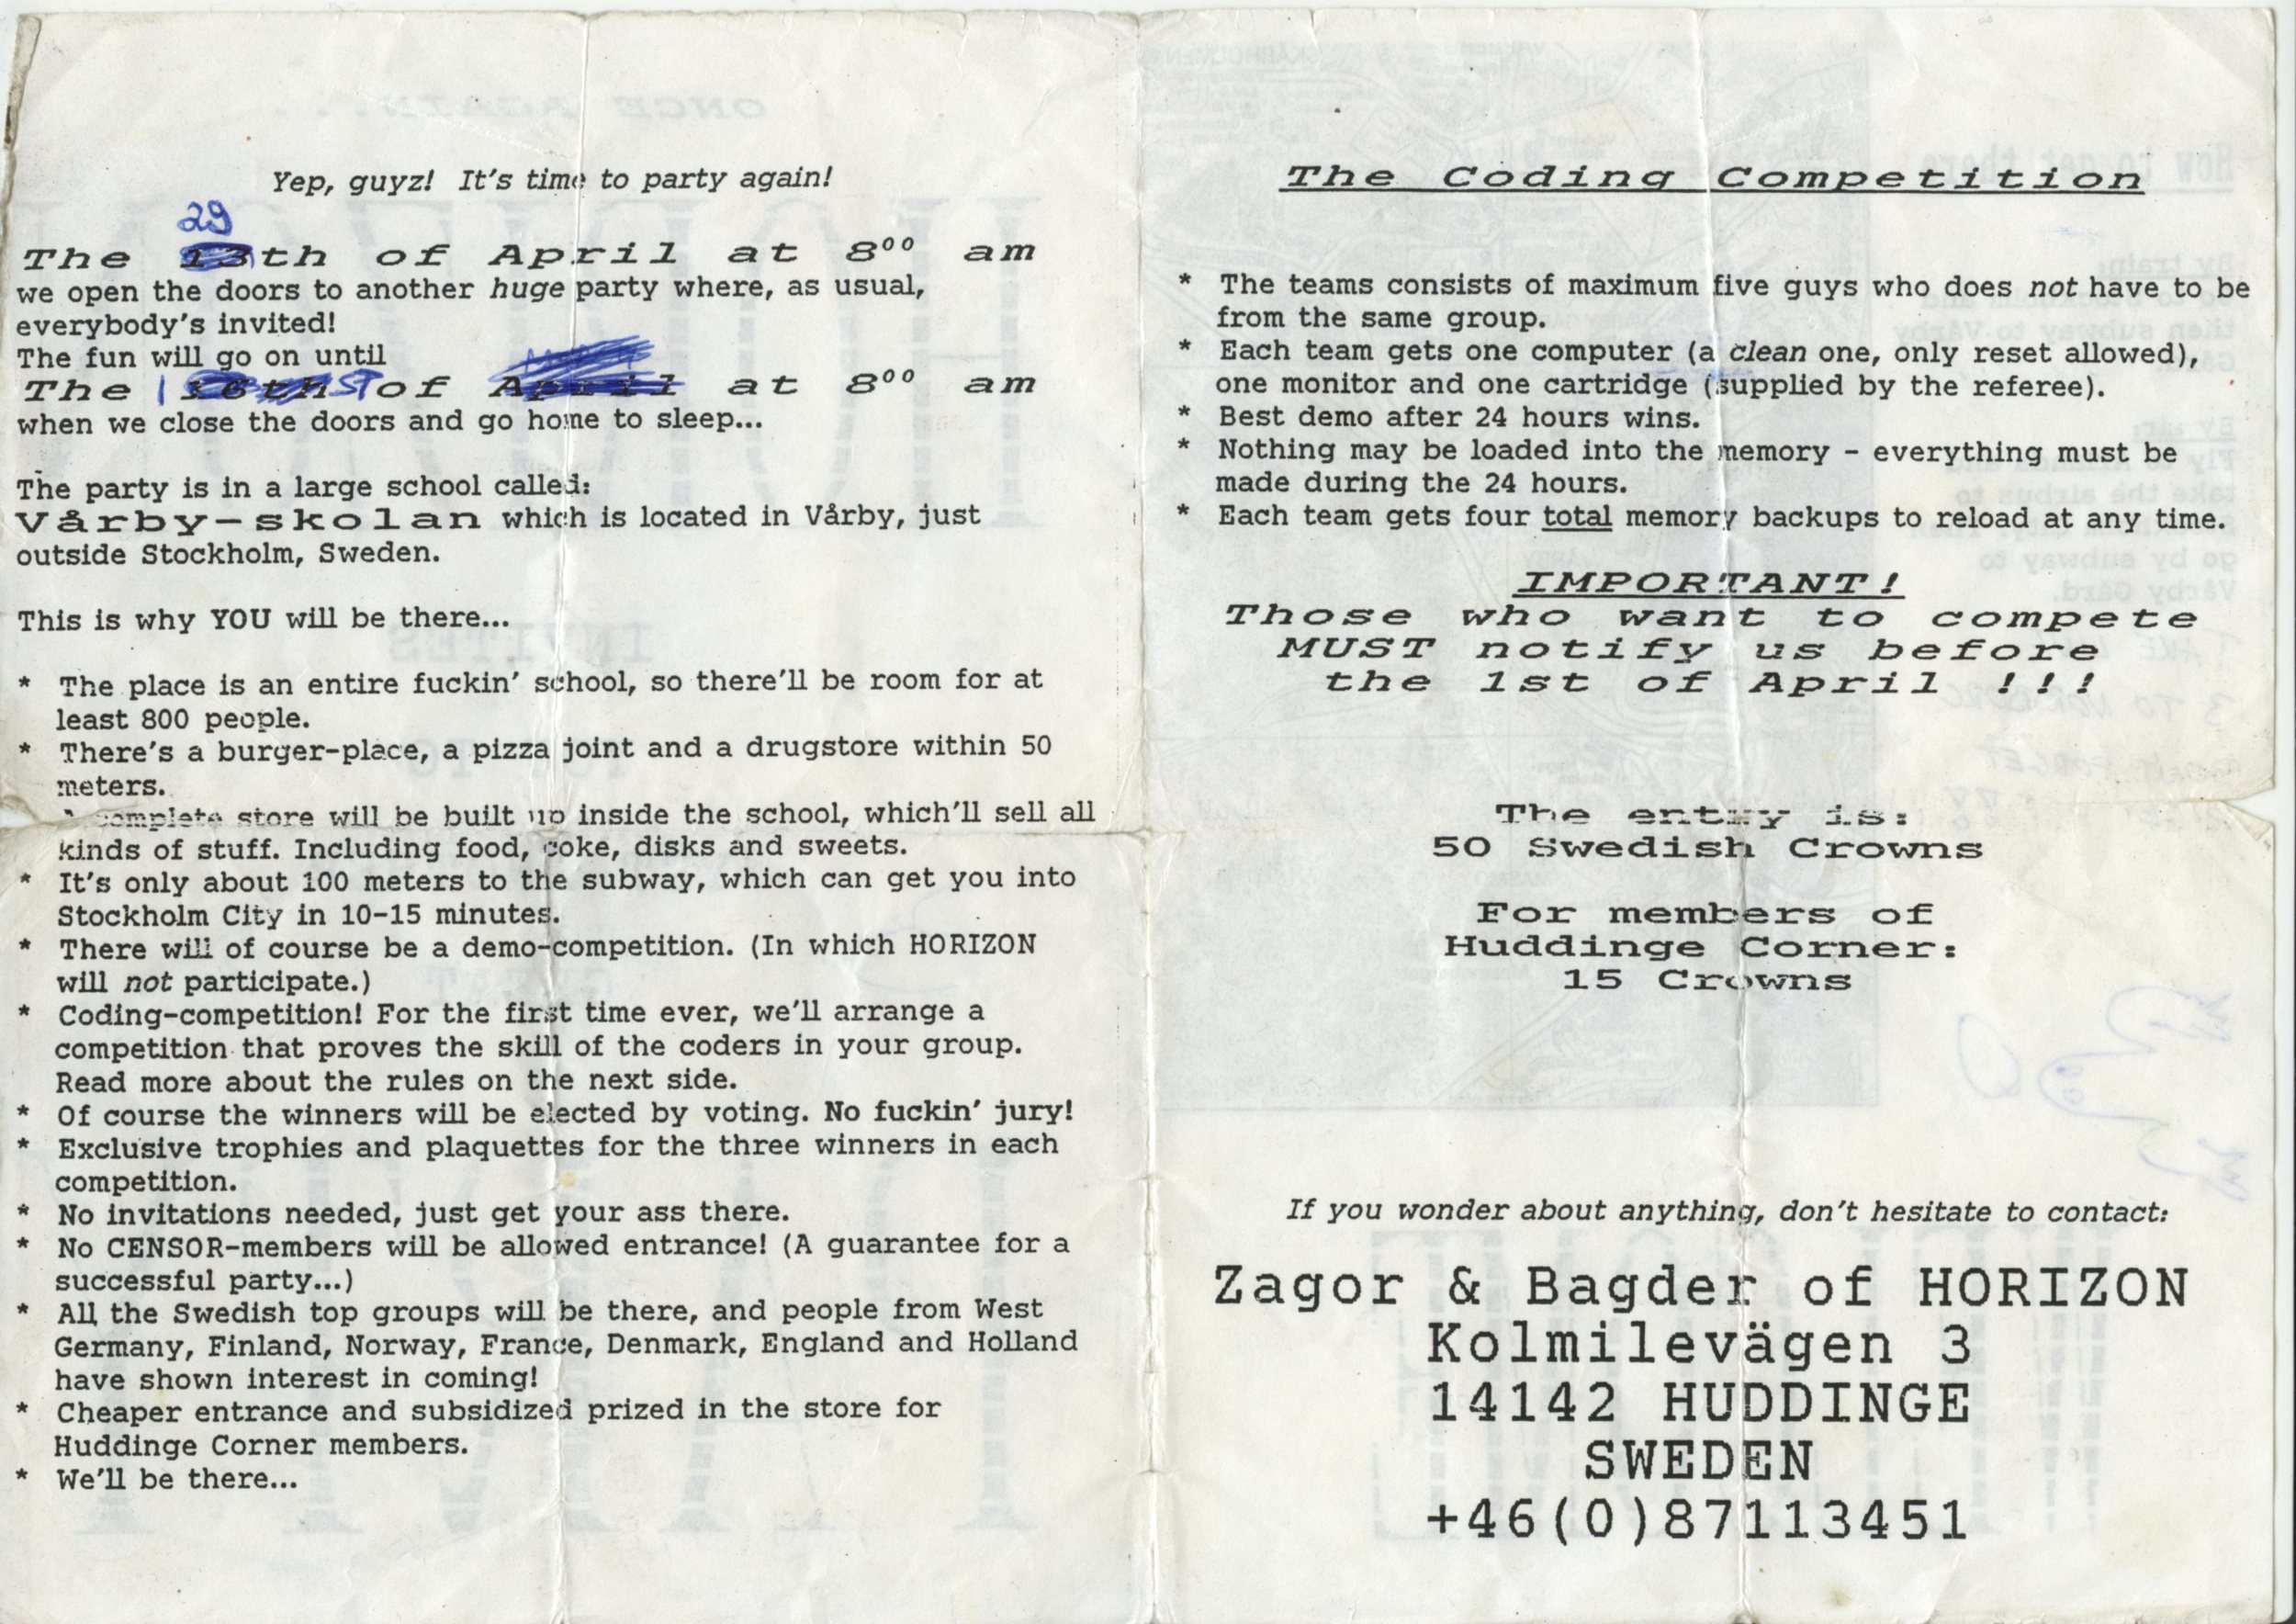 Yep, guyz! It's time to party again!
29
The 13th of April at 8⁰⁰ am
we open the doors to another huge party where, as usual,
everybody's invited!
The fun will go on until
The 1 16th ST of April at 8⁰⁰ am
when we close the doors and go home to sleep...
The party is in a large school called:
Vårby-skolan which is located in Vårby, just
outside Stockholm, Sweden.
This is why YOU will be there...
* The place is an entire fuckin' school, so there'll be room for at
least 800 people.
* There's a burger-place, a pizza joint and a drugstore within 50
meters.
complete store will be built up inside the school, which'll sell all
kinds of stuff. Including food, coke, disks and sweets.
* It's only about 100 meters to the subway, which can get you into
Stockholm City in 10-15 minutes.
* There will of course be a demo-competition. (In which HORIZON
will not participate.)
* Coding-competition! For the first time ever, we'll arrange a
competition that proves the skill of the coders in your group.
Read more about the rules on the next side.
* Of course the winners will be elected by voting. No fuckin' jury!
* Exclusive trophies and plaquettes for the three winners in each
competition.
* No invitations needed, just get your ass there.
* No CENSOR-members will be allowed entrance! (A guarantee for a
successful party...)
* All the Swedish top groups will be there, and people from West
Germany, Finland, Norway, France, Denmark, England and Holland
have shown interest in coming!
* Cheaper entrance and subsidized prized in the store for
Huddinge Corner members.
* We'll be there...
The Coding Competition
* The teams consists of maximum five guys who does not have to be
from the same group.
* Each team gets one computer (a clean one, only reset allowed),
one monitor and one cartridge (supplied by the referee).
* Best demo after 24 hours wins.
* Nothing may be loaded into the memory - everything must be
made during the 24 hours.
* Each team gets four total memory backups to reload at any time.
IMPORTANT!
Those who want to compete
MUST notify us before
the 1st of April !!!
The entry is:
50 Swedish Crowns
For members of
Huddinge Corner:
15 Crowns
If you wonder about anything, don't hesitate to contact:
Zagor & Bagder of HORIZON
Kolmilevägen 3
14142 HUDDINGE
SWEDEN
+46(0)87113451